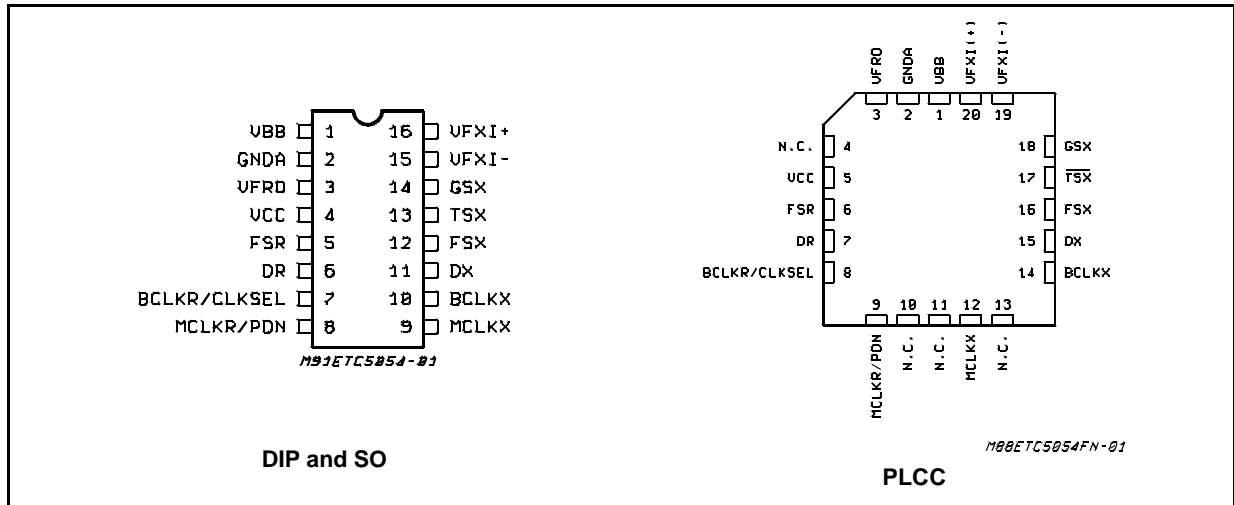 VBB 1 16 VFXI+
GNDA 2 15 VFXI-
VFRO 3 14 GSX
VCC 4 13 TSX
FSR 5 12 FSX
DR 6 11 DX
BCLKR/CLKSEL 7 10 BCLKX
MCLKR/PDN 8 9 MCLKX
M91ETC5054-01
DIP and SO
VFRO GNDA VBB VFXI(+) VFXI(-)
3 2 1 20 19
N.C. 4 18 GSX
VCC 5 17 TSX
FSR 6 16 FSX
DR 7 15 DX
BCLKR/CLKSEL 8 14 BCLKX
9 10 11 12 13
MCLKR/PDN N.C. N.C. MCLKX N.C.
M88ETC5054FN-01
PLCC